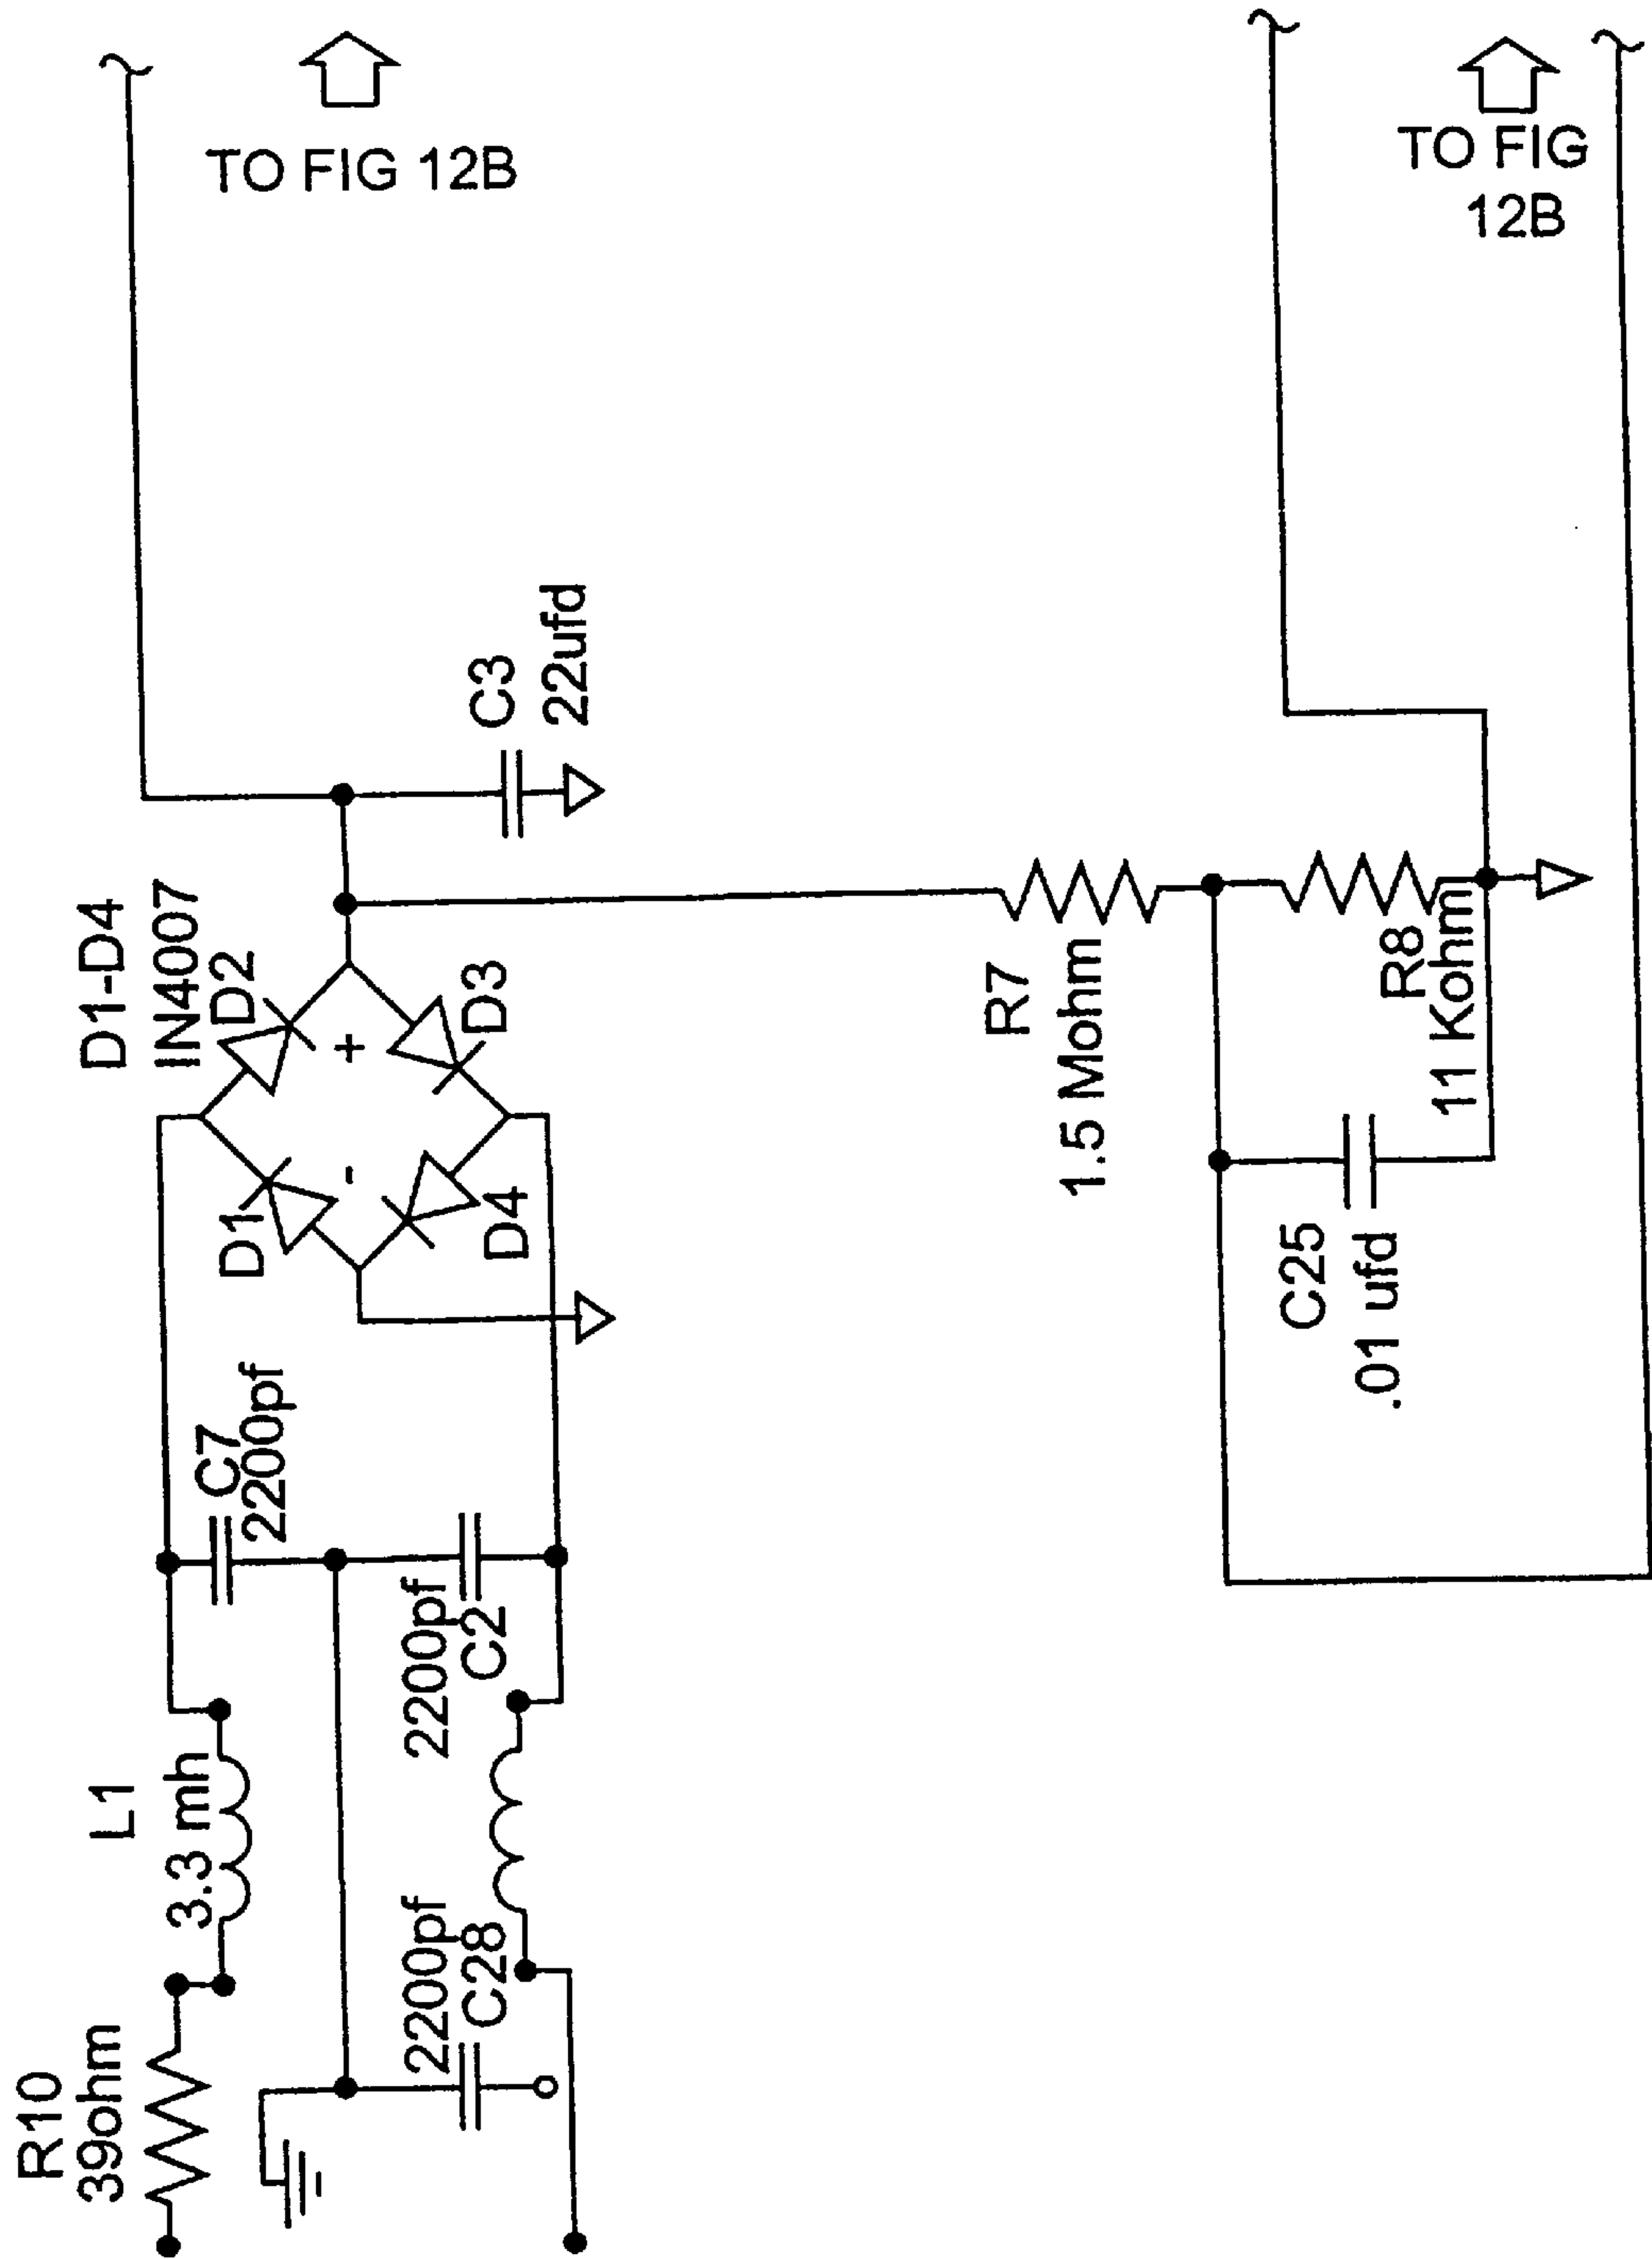 R10
39ohm
L1
3.3 mh
C7
2200pf
2200pf
C28
2200pf
C2
D1-D4
IN4007
D1
D2
-
+
D4
D3
C3
22ufd
TO FIG 12B
R7
1.5 Mohm
C25
.01 ufd
R8
11 Kohm
TO FIG
12B